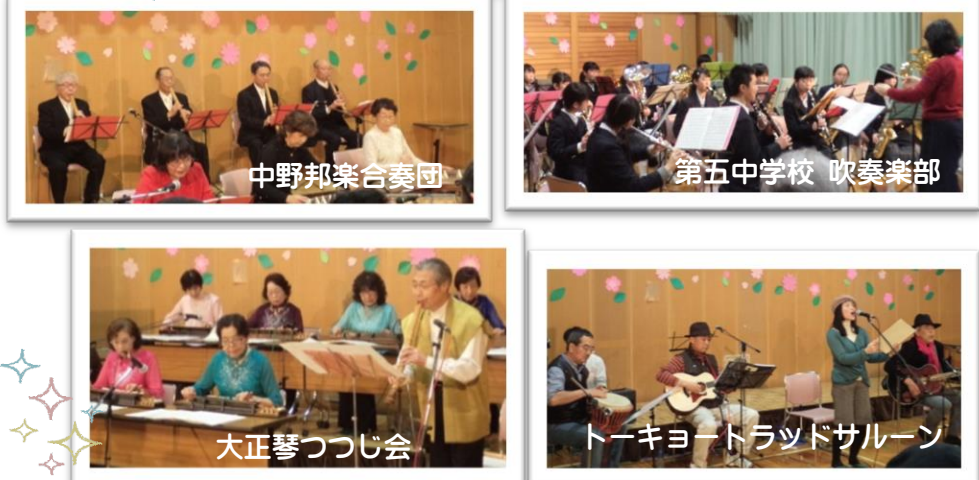 中野邦楽合奏団
第五中学校 吹奏楽部
大正琴つつじ会
トーキョートラッドサルーン